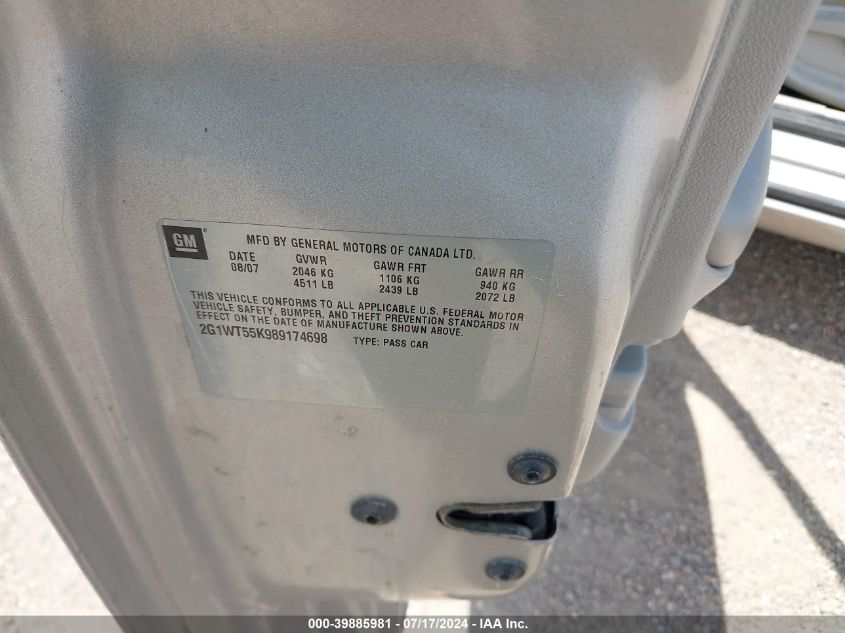 GM
MFD BY GENERAL MOTORS OF CANADA LTD.
DATE GVWR GAWR FRT GAWR RR
08/07 2046 KG 1106 KG 940 KG
4511 LB 2439 LB 2072 LB
THIS VEHICLE CONFORMS TO ALL APPLICABLE U.S. FEDERAL MOTOR
VEHICLE SAFETY, BUMPER, AND THEFT PREVENTION STANDARDS IN
EFFECT ON THE DATE OF MANUFACTURE SHOWN ABOVE.
2G1WT55K989174698 TYPE: PASS CAR
000-39885981 - 07/17/2024 - IAA Inc.